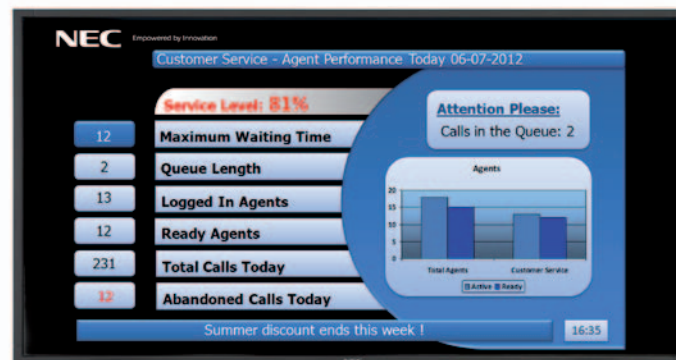 NEC Empowered by Innovation
Customer Service - Agent Performance Today 06-07-2012
Service Level: 81%
12 Maximum Waiting Time
2 Queue Length
13 Logged In Agents
12 Ready Agents
231 Total Calls Today
Abandoned Calls Today
Attention Please:
Calls in the Queue: 2
Agents
20
15
10
5
0
Total Agents Customer Service
Active Ready
Summer discount ends this week !
16:35